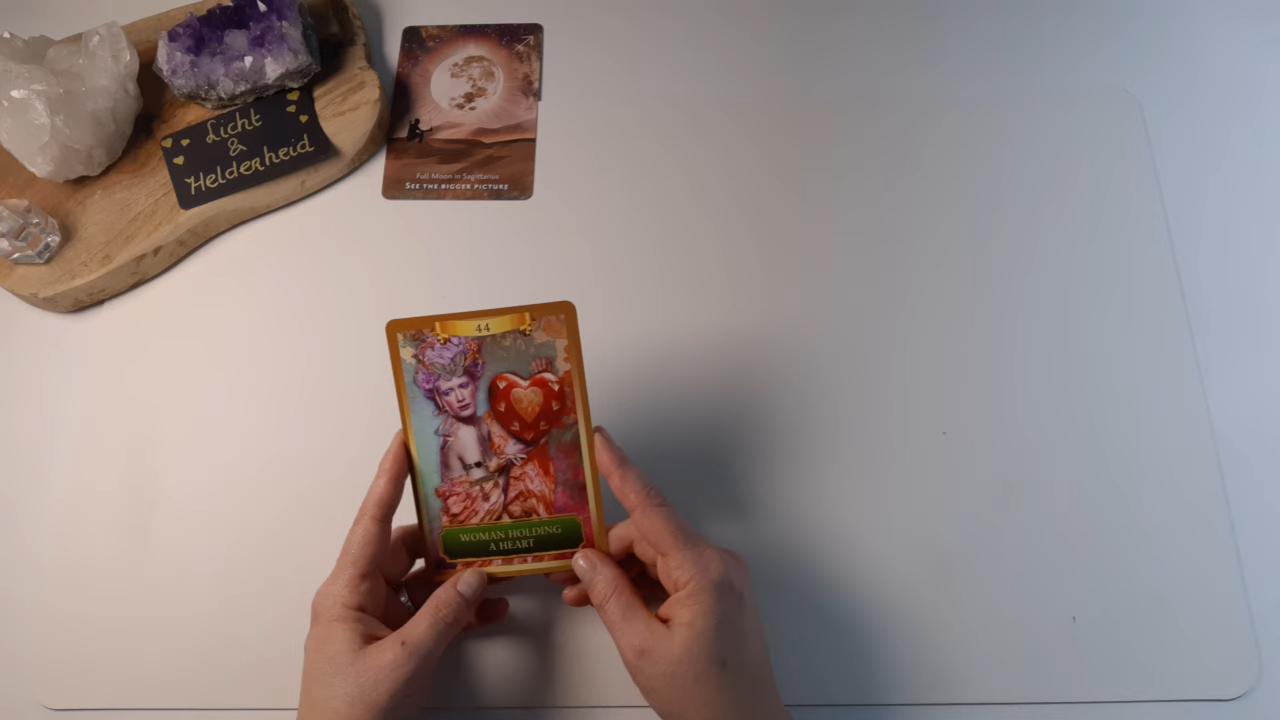 Licht
&
Helderheid
Full Moon in Sagittarius
SEE THE BIGGER PICTURE
44
WOMAN HOLDING
A HEART